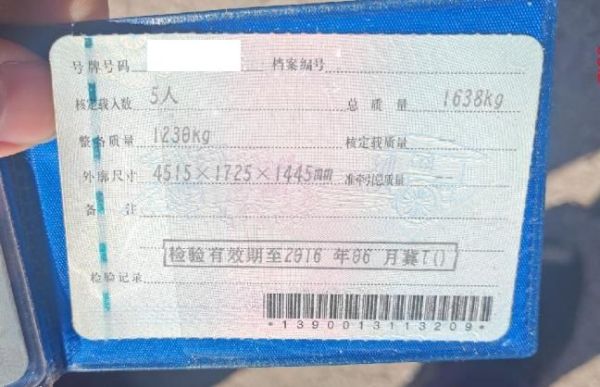 号牌号码 档案编号
核定载人数 5人 总质量 1638kg
整备质量 1230kg 核定载质量 --
外廓尺寸 4515×1725×1445mm 准牵引总质量 --
备注
检验有效期至2016年06月冀T()
检验记录
*1390013113209*